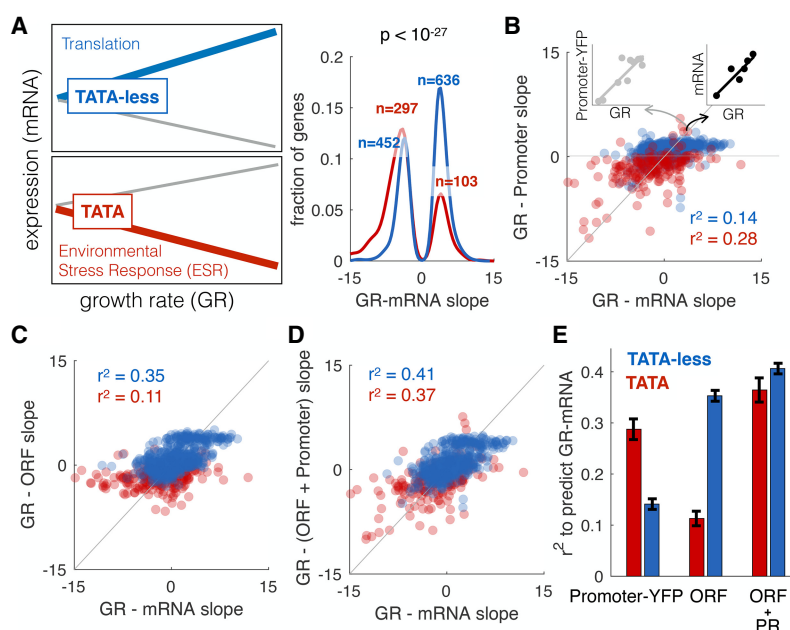 A
expression (mRNA)
Translation
TATA-less
TATA
Environmental
Stress Response (ESR)
growth rate (GR)
p < 10-27
fraction of genes
0.2
0.15
0.1
0.05
0
n=636
n=297
n=452
n=103
-15
-5
0
5
15
GR-mRNA slope
B
GR - Promoter slope
15
0
-15
Promoter-YFP
GR
mRNA
GR
r2 = 0.14
r2 = 0.28
-15
0
15
GR - mRNA slope
C
GR - ORF slope
15
0
-15
r2 = 0.35
r2 = 0.11
-15
0
15
GR - mRNA slope
D
GR - (ORF + Promoter) slope
15
0
-15
r2 = 0.41
r2 = 0.37
-15
0
15
GR - mRNA slope
E
r2 to predict GR-mRNA
0.4
0.3
0.2
0.1
0
TATA-less
TATA
Promoter-YFP ORF ORF
+
PR